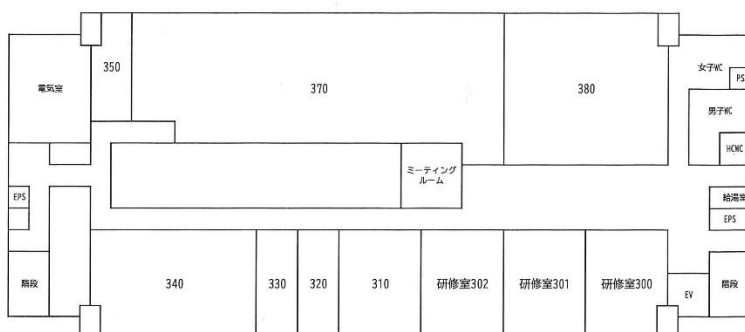 女子WC
PS
350
電気室
370
380
男子WC
HCWC
ミーティング
ルーム
EPS
給湯室
EPS
階段
340
330
320
310
研修室302
研修室301
研修室300
EV
階段